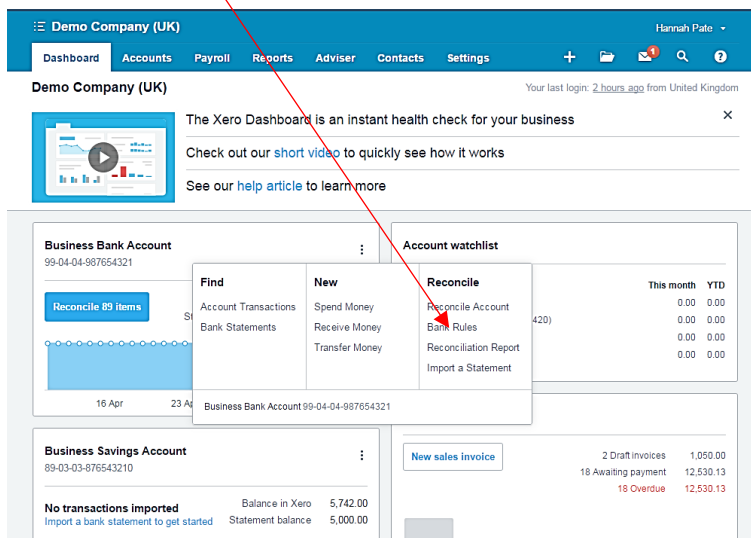 Demo Company (UK)
Hannah Pate
Dashboard Accounts Payroll Reports Adviser Contacts Settings 1 ?
Demo Company (UK)
Your last login: 2 hours ago from United Kingdom
The Xero Dashboard is an instant health check for your business
Check out our short video to quickly see how it works
See our help article to learn more
Business Bank Account
99-04-04-987654321
Reconcile 89 items
16 Apr
Find
Account Transactions
Bank Statements
New
Spend Money
Receive Money
Transfer Money
Reconcile
Reconcile Account
Bank Rules
Reconciliation Report
Import a Statement
Business Bank Account 99-04-04-987654321
Account watchlist
This month YTD
0.00 0.00
420) 0.00 0.00
0.00 0.00
0.00 0.00
Business Savings Account
89-03-03-876543210
No transactions imported
Import a bank statement to get started
Balance in Xero 5,742.00
Statement balance 5,000.00
New sales invoice
2 Draft invoices 1,050.00
18 Awaiting payment 12,530.13
18 Overdue 12,530.13